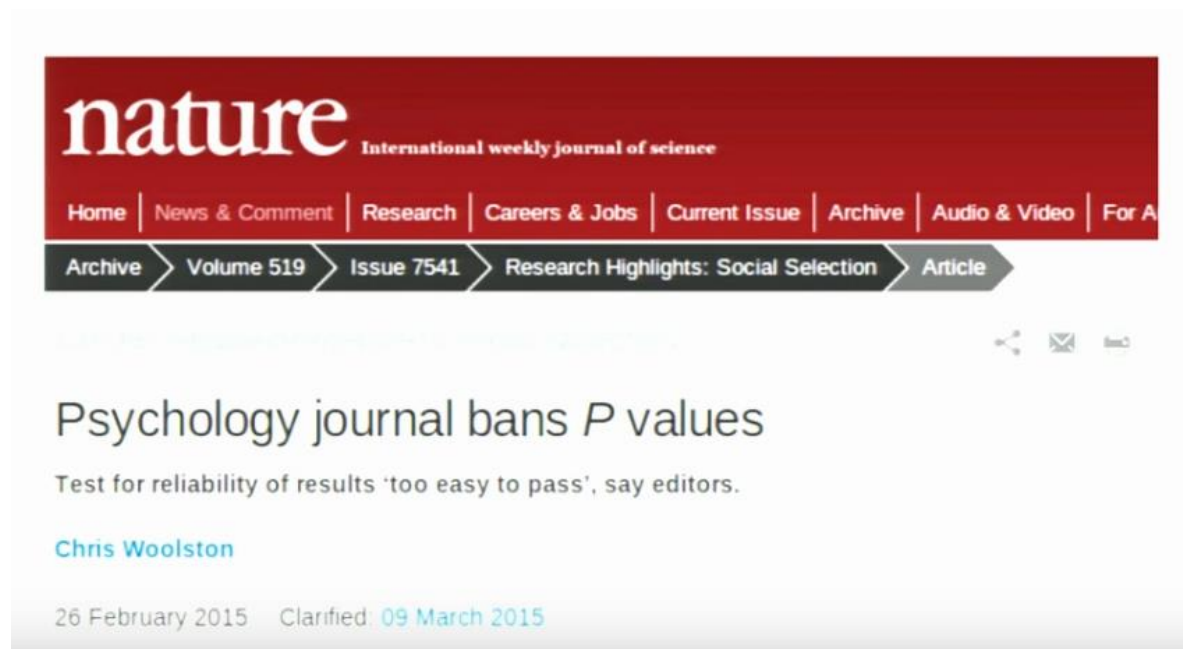 nature International weekly journal of science
Home News & Comment Research Careers & Jobs Current Issue Archive Audio & Video For A
Archive Volume 519 Issue 7541 Research Highlights: Social Selection Article
Psychology journal bans P values
Test for reliability of results ‘too easy to pass’, say editors.
Chris Woolston
26 February 2015 Clarified: 09 March 2015